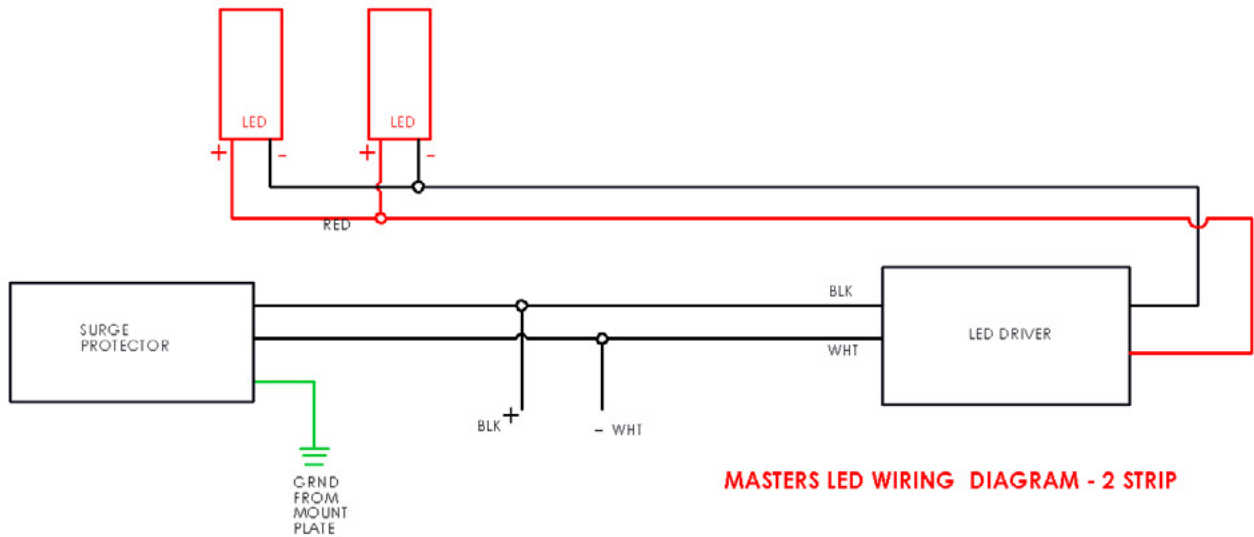 LED
LED
+
-
+
-
RED
BLK
SURGE
PROTECTOR
LED DRIVER
WHT
BLK +
- WHT
GRND
FROM
MOUNT
PLATE
MASTERS LED WIRING DIAGRAM - 2 STRIP